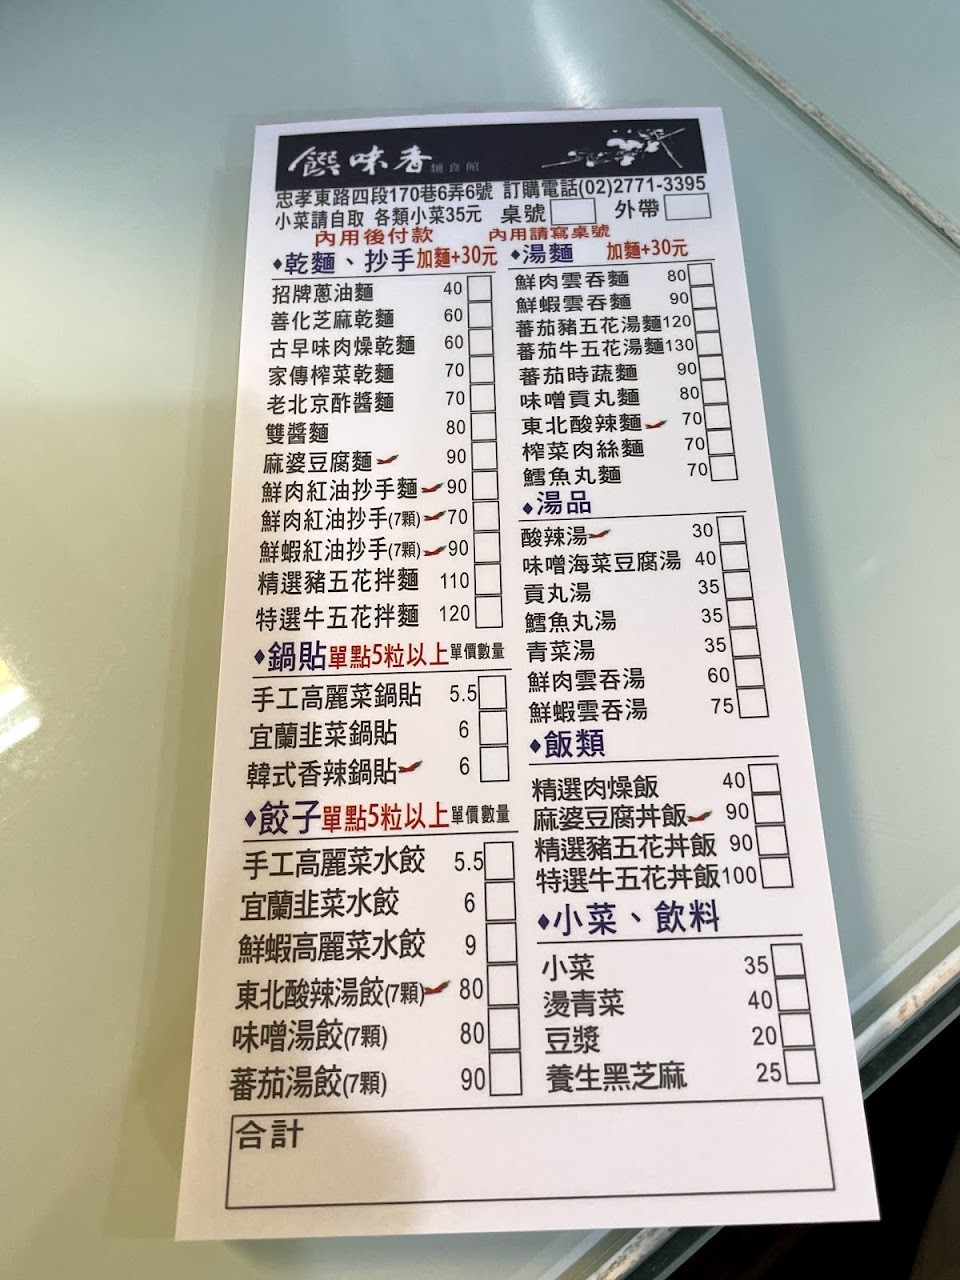 饌味香 麵食館
忠孝東路四段170巷6弄6號 訂購電話(02)2771-3395
小菜請自取 各類小菜35元 桌號 外帶
內用後付款 內用請寫桌號
乾麵、抄手加麵+30元
招牌蔥油麵 40
善化芝麻乾麵 60
古早味肉燥乾麵 60
家傳榨菜乾麵 70
老北京酢醬麵 70
雙醬麵 80
麻婆豆腐麵 90
鮮肉紅油抄手麵 90
鮮肉紅油抄手(7顆) 70
鮮蝦紅油抄手(7顆) 90
精選豬五花拌麵 110
特選牛五花拌麵 120
鍋貼單點5粒以上單價數量
手工高麗菜鍋貼 5.5
宜蘭韭菜鍋貼 6
韓式香辣鍋貼 6
餃子單點5粒以上單價數量
手工高麗菜水餃 5.5
宜蘭韭菜水餃 6
鮮蝦高麗菜水餃 9
東北酸辣湯餃(7顆) 80
味噌湯餃(7顆) 80
蕃茄湯餃(7顆) 90
湯麵 加麵+30元
鮮肉雲吞麵 80
鮮蝦雲吞麵 90
蕃茄豬五花湯麵 120
蕃茄牛五花湯麵 130
蕃茄時蔬麵 90
味噌貢丸麵 80
東北酸辣麵 70
榨菜肉絲麵 70
鱈魚丸麵 70
湯品
酸辣湯 30
味噌海菜豆腐湯 40
貢丸湯 35
鱈魚丸湯 35
青菜湯 35
鮮肉雲吞湯 60
鮮蝦雲吞湯 75
飯類
精選肉燥飯 40
麻婆豆腐丼飯 90
精選豬五花丼飯 90
特選牛五花丼飯 100
小菜、飲料
小菜 35
燙青菜 40
豆漿 20
養生黑芝麻 25
合計